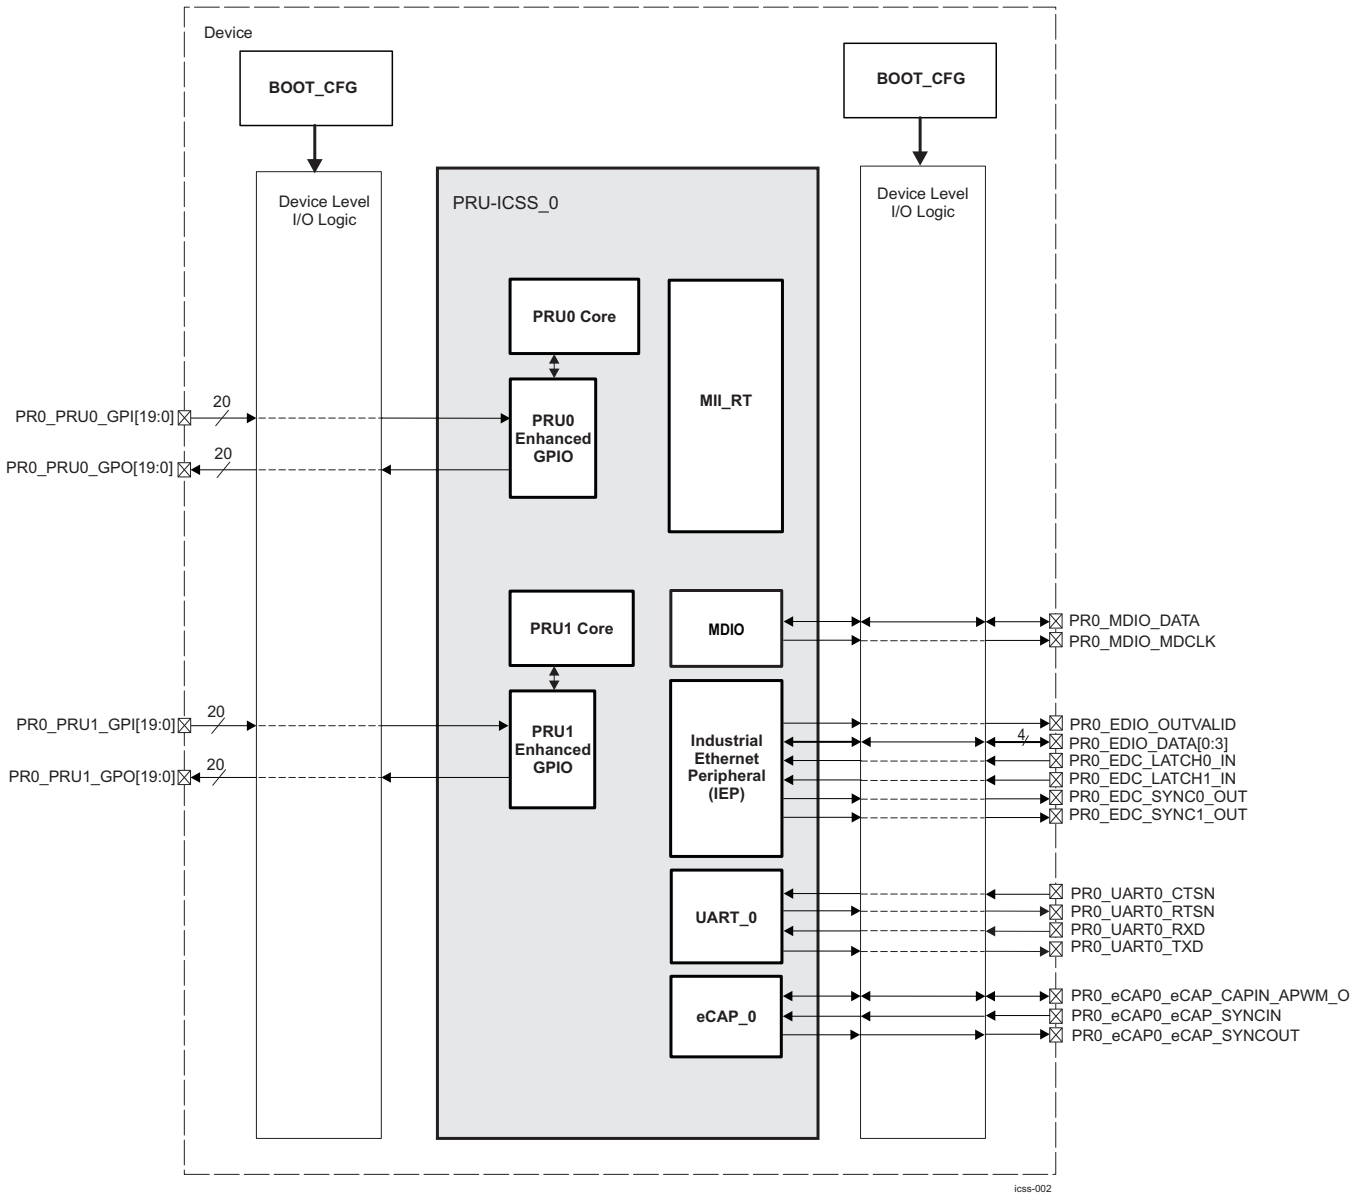 Device
BOOT_CFG
BOOT_CFG
Device Level
I/O Logic
PRU-ICSS_0
Device Level
I/O Logic
PRU0 Core
MII_RT
PR0_PRU0_GPI[19:0]
20
PRU0
Enhanced
GPIO
PR0_PRU0_GPO[19:0]
20
PRU1 Core
MDIO
PR0_MDIO_DATA
PR0_MDIO_MDCLK
PR0_PRU1_GPI[19:0]
20
PRU1
Enhanced
GPIO
PR0_PRU1_GPO[19:0]
20
Industrial
Ethernet
Peripheral
(IEP)
PR0_EDIO_OUTVALID
4
PR0_EDIO_DATA[0:3]
PR0_EDC_LATCH0_IN
PR0_EDC_LATCH1_IN
PR0_EDC_SYNC0_OUT
PR0_EDC_SYNC1_OUT
UART_0
PR0_UART0_CTSN
PR0_UART0_RTSN
PR0_UART0_RXD
PR0_UART0_TXD
eCAP_0
PR0_eCAP0_eCAP_CAPIN_APWM_O
PR0_eCAP0_eCAP_SYNCIN
PR0_eCAP0_eCAP_SYNCOUT
icss-002